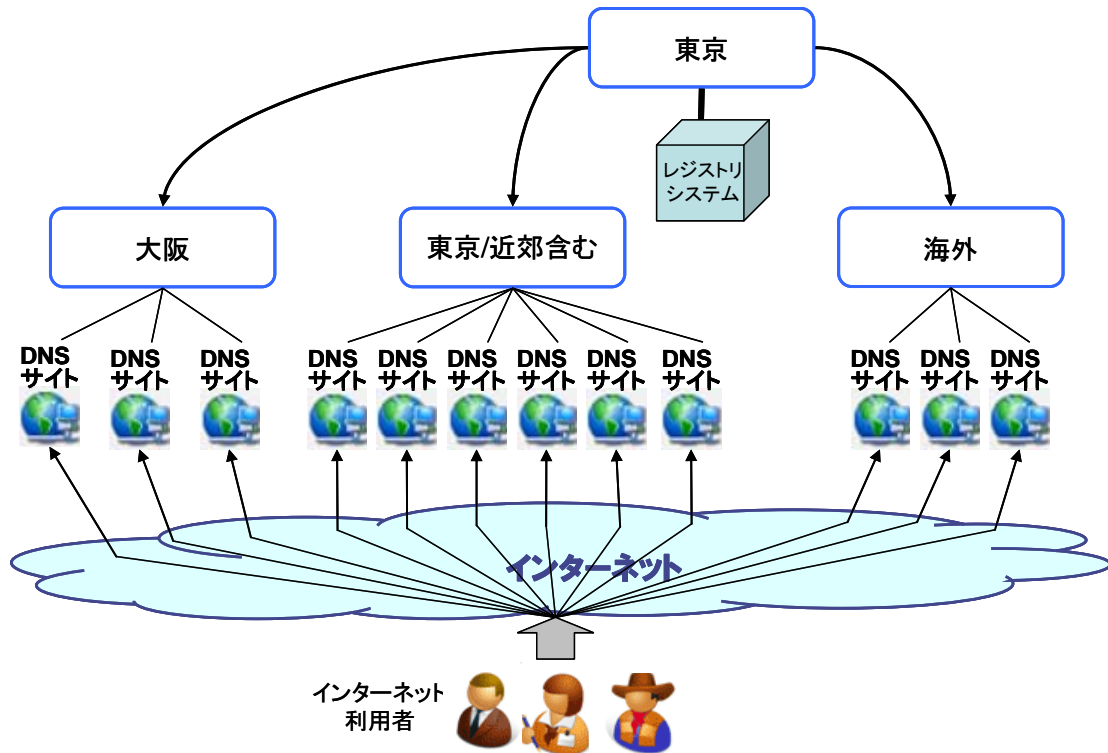 東京
レジストリ
システム
大阪
東京/近郊含む
海外
DNS
サイト
DNS
サイト
DNS
サイト
DNS
サイト
DNS
サイト
DNS
サイト
DNS
サイト
DNS
サイト
DNS
サイト
DNS
サイト
DNS
サイト
DNS
サイト
インターネット
インターネット
利用者